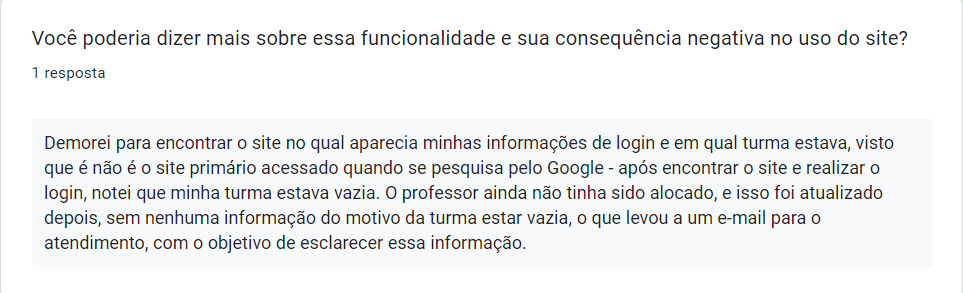 Você poderia dizer mais sobre essa funcionalidade e sua consequência negativa no uso do site?
1 resposta
Demorei para encontrar o site no qual aparecia minhas informações de login e em qual turma estava, visto
que é não é o site primário acessado quando se pesquisa pelo Google - após encontrar o site e realizar o
login, notei que minha turma estava vazia. O professor ainda não tinha sido alocado, e isso foi atualizado
depois, sem nenhuma informação do motivo da turma estar vazia, o que levou a um e-mail para o
atendimento, com o objetivo de esclarecer essa informação.